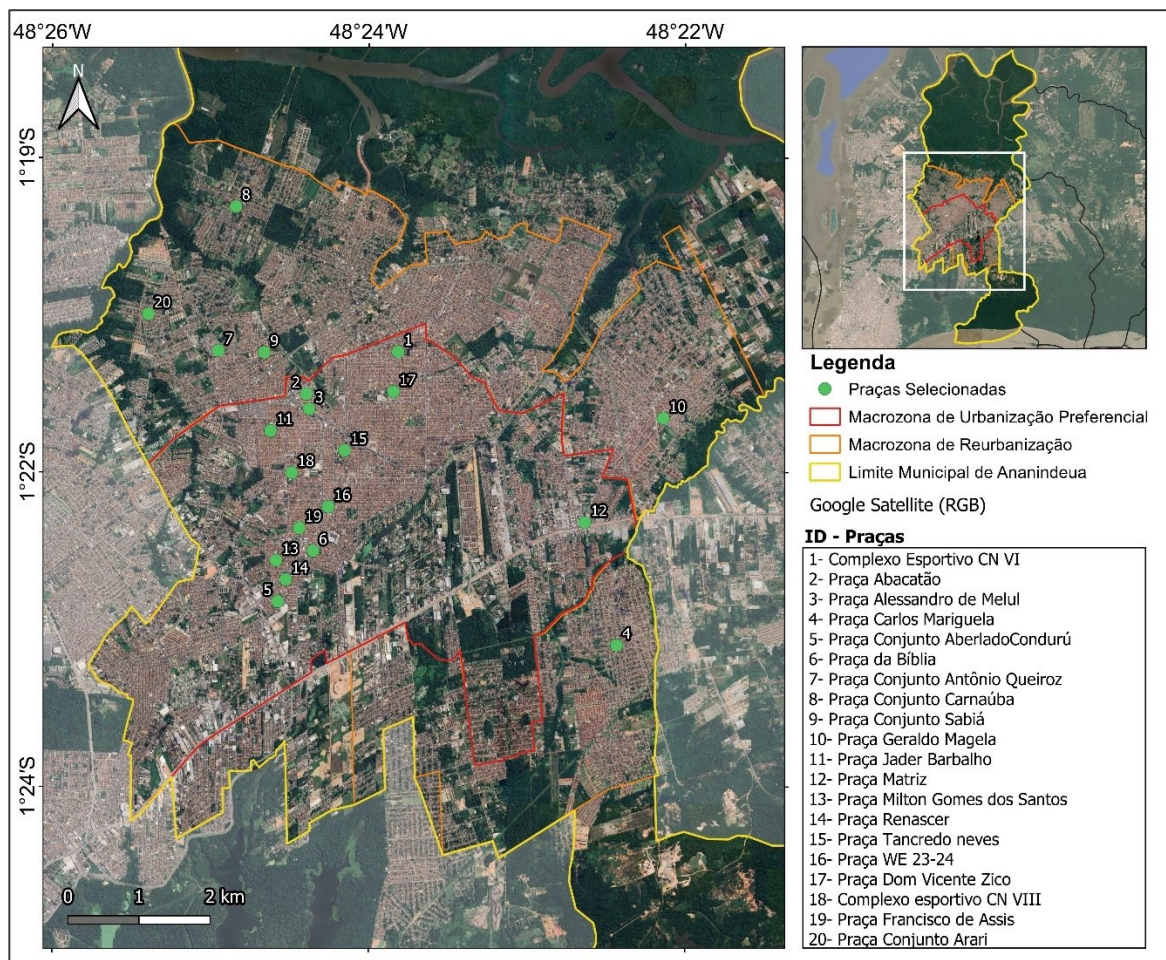 48°26'W
48°24'W
48°22'W
N
1°19'S
1°22'S
1°24'S
8
20
7
9
1
2
3
17
11
10
15
18
16
12
19
6
13
14
5
4
0 1 2 km
Legenda
Praças Selecionadas
Macrozona de Urbanização Preferencial
Macrozona de Reurbanização
Limite Municipal de Ananindeua
Google Satellite (RGB)
ID - Praças
1- Complexo Esportivo CN VI
2- Praça Abacatão
3- Praça Alessandro de Melul
4- Praça Carlos Mariguela
5- Praça Conjunto AberladoCondurú
6- Praça da Bíblia
7- Praça Conjunto Antônio Queiroz
8- Praça Conjunto Carnaúba
9- Praça Conjunto Sabiá
10- Praça Geraldo Magela
11- Praça Jader Barbalho
12- Praça Matriz
13- Praça Milton Gomes dos Santos
14- Praça Renascer
15- Praça Tancredo neves
16- Praça WE 23-24
17- Praça Dom Vicente Zico
18- Complexo esportivo CN VIII
19- Praça Francisco de Assis
20- Praça Conjunto Arari